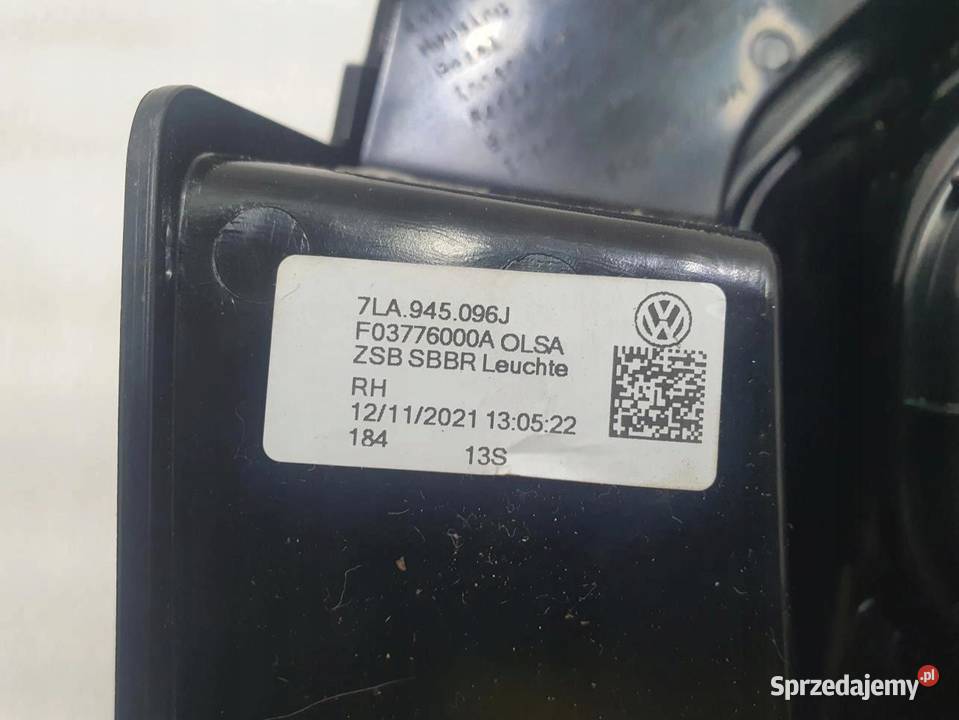 7LA.945.096J
F03776000A OLSA
ZSB SBBR Leuchte
RH
12/11/2021 13:05:22
184 13S
Sprzedajemy.pl